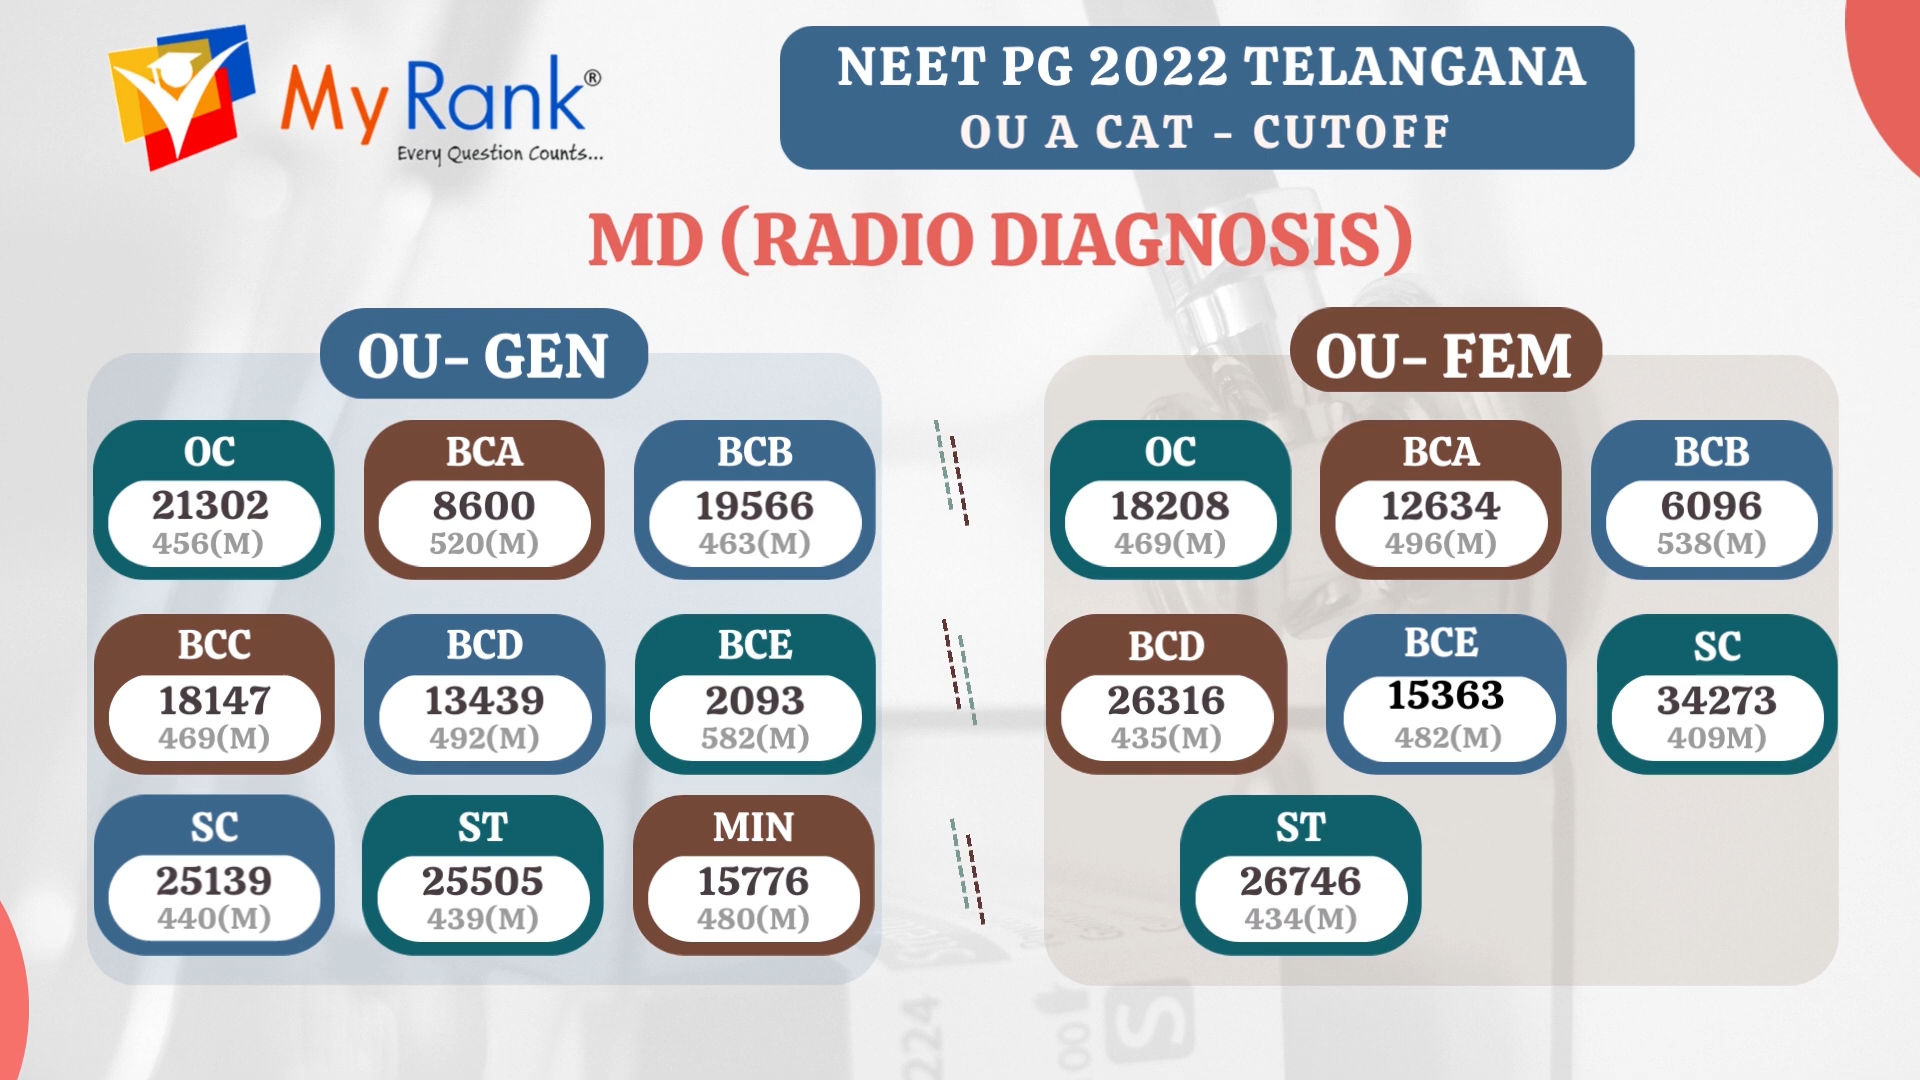 My Rank®
Every Question Counts...
NEET PG 2022 TELANGANA
OU A CAT - CUTOFF
MD (RADIO DIAGNOSIS)
OU- GEN
OC
21302
456(M)
BCA
8600
520(M)
BCB
19566
463(M)
BCC
18147
469(M)
BCD
13439
492(M)
BCE
2093
582(M)
SC
25139
440(M)
ST
25505
439(M)
MIN
15776
480(M)
OU- FEM
OC
18208
469(M)
BCA
12634
496(M)
BCB
6096
538(M)
BCD
26316
435(M)
BCE
15363
482(M)
SC
34273
409M)
ST
26746
434(M)
224
S